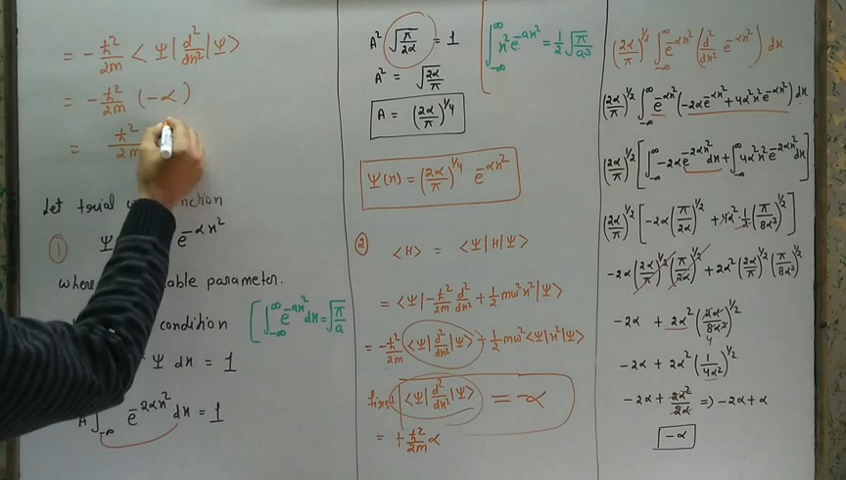 = -ħ²/2m ⟨Ψ|d²/dx²|Ψ⟩
= -ħ²/2m (-α)
= ħ²/2m
Let trial
① Ψ e^-αx²
where able parameter.
condition [∫_-∞^∞ e^-ax² dx = √π/a
Ψ dx = 1
A ∫_-∞ e^-2αx² dx = 1
A² √π/2α = 1
A² = √2α/π
A = (2α/π)^1/4
[∫_-∞^∞ x² e^-ax² = 1/2 √π/a³
Ψ(x) = (2α/π)^1/4 e^-αx²
② ⟨H⟩ = ⟨Ψ|H|Ψ⟩
= ⟨Ψ|-ħ²/2m d²/dx² + 1/2 mω²x²|Ψ⟩
= -ħ²/2m ⟨Ψ|d²/dx²|Ψ⟩ + 1/2 mω² ⟨Ψ|x²|Ψ⟩
first ⟨Ψ|d²/dx²|Ψ⟩ = -α
= + ħ²/2m α
(2α/π)^1/2 ∫_-∞^∞ e^-αx² (d²/dx² e^-αx²) dx
(2α/π)^1/2 ∫_-∞^∞ e^-αx² (-2αe^-αx² + 4α²x²e^-αx²) dx
(2α/π)^1/2 [∫_-∞^∞ -2αe^-2αx² dx + ∫_-∞^∞ 4α²x²e^-2αx² dx]
(2α/π)^1/2 [-2α (π/2α)^1/2 + 4α² · 1/2 (π/8α³)^1/2]
-2α (2α/π)^1/2 (π/2α)^1/2 + 2α² (2α/π)^1/2 (π/8α³)^1/2
-2α + 2α² (2α/8α³)^1/2
4
-2α + 2α² (1/4α²)^1/2
-2α + 2α²/2α => -2α + α
-α